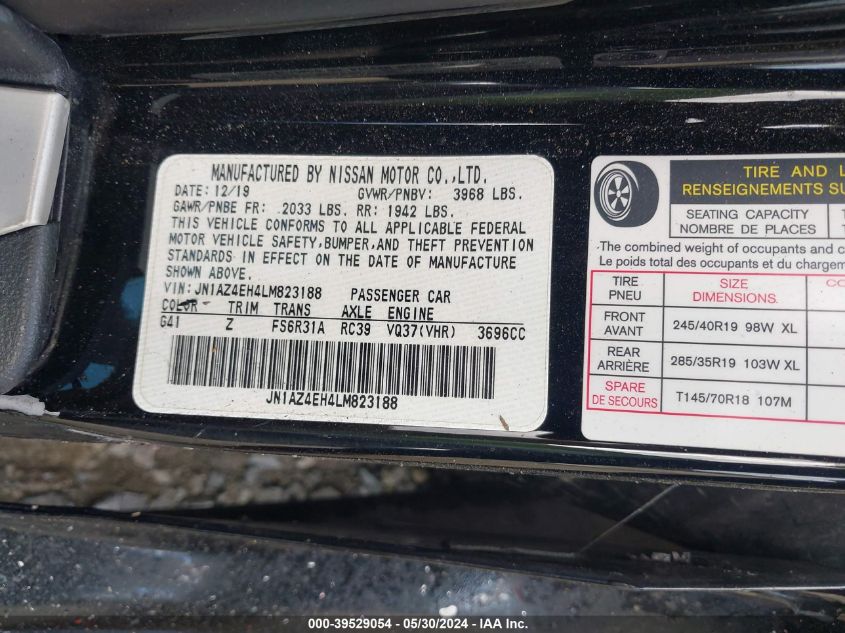 MANUFACTURED BY NISSAN MOTOR CO.,LTD.
DATE: 12/19 GVWR/PNBV: 3968 LBS.
GAWR/PNBE FR: 2033 LBS. RR: 1942 LBS.
THIS VEHICLE CONFORMS TO ALL APPLICABLE FEDERAL
MOTOR VEHICLE SAFETY, BUMPER, AND THEFT PREVENTION
STANDARDS IN EFFECT ON THE DATE OF MANUFACTURE
SHOWN ABOVE.
VIN: JN1AZ4EH4LM823188 PASSENGER CAR
COLOR TRIM TRANS AXLE ENGINE
G41 Z FS6R31A RC39 VQ37(VHR) 3696CC
JN1AZ4EH4LM823188
TIRE AND
RENSEIGNEMENTS
SEATING CAPACITY
NOMBRE DE PLACES
The combined weight of occupants and
Le poids total des occupants et du
TIRE SIZE
PNEU DIMENSIONS.
FRONT
AVANT 245/40R19 98W XL
REAR
ARRIÈRE 285/35R19 103W XL
SPARE
DE SECOURS T145/70R18 107M
000-39529054 - 05/30/2024 - IAA Inc.